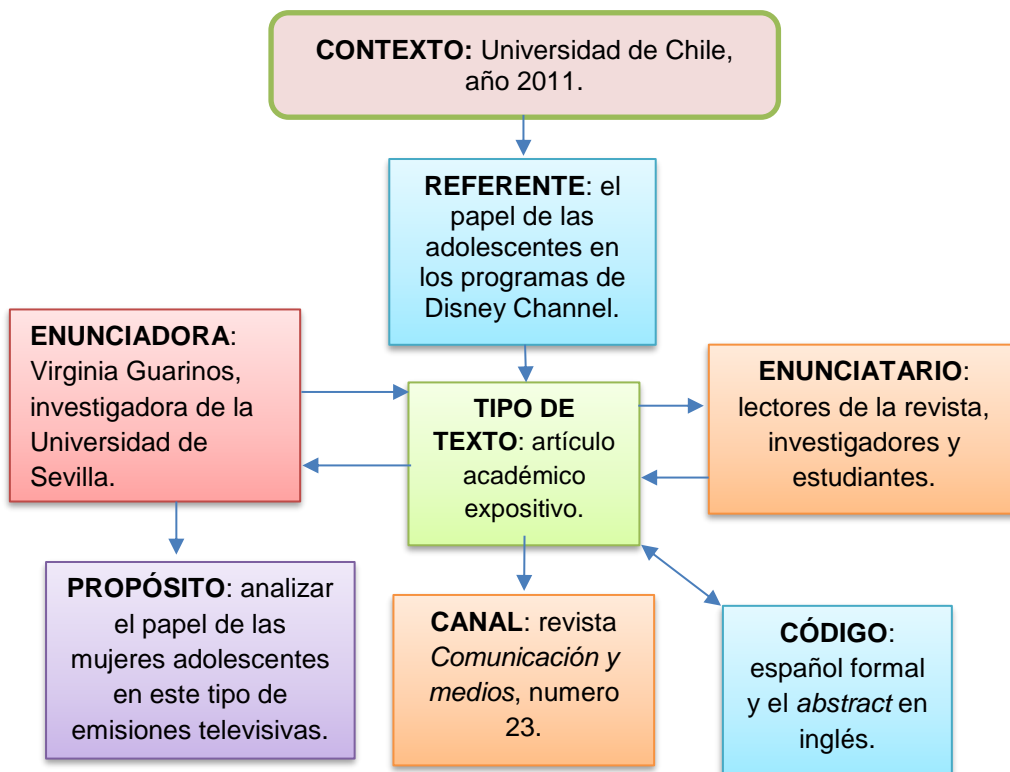 CONTEXTO: Universidad de Chile,
año 2011.
REFERENTE: el
papel de las
adolescentes en
los programas de
Disney Channel.
ENUNCIADORA:
Virginia Guarinos,
investigadora de la
Universidad de
Sevilla.
TIPO DE
TEXTO: artículo
académico
expositivo.
ENUNCIATARIO:
lectores de la revista,
investigadores y
estudiantes.
PROPÓSITO: analizar
el papel de las
mujeres adolescentes
en este tipo de
emisiones televisivas.
CANAL: revista
Comunicación y
medios, numero
23.
CÓDIGO:
español formal
y el abstract en
inglés.